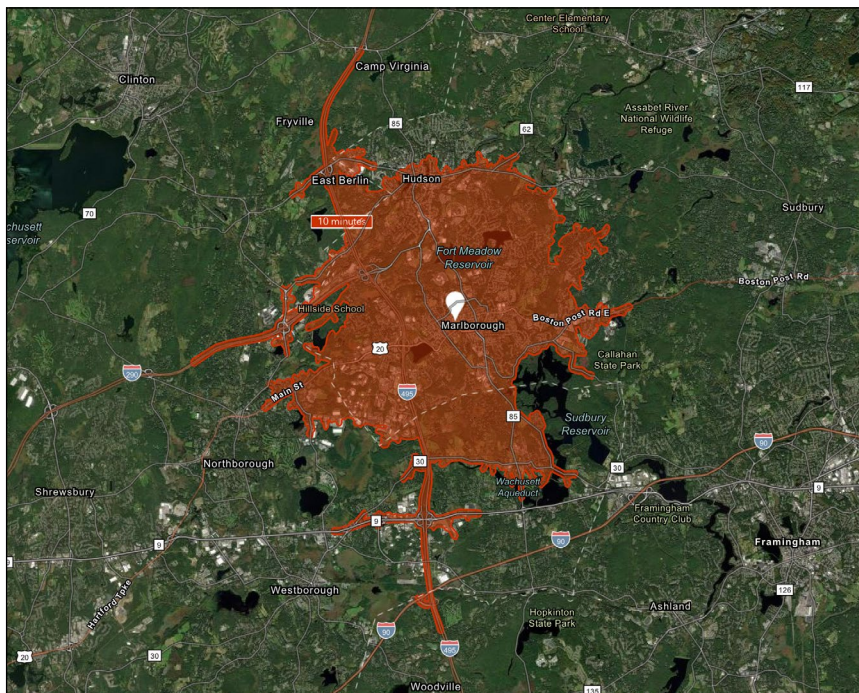 Center Elementary
School
Camp Virginia
Clinton
117
Assabet River
National Wildlife
Refuge
Fryville
85
62
East Berlin
Hudson
70
Sudbury
10 minutes
Fort Meadow
Reservoir
Boston Post Rd
Hillside School
Marlborough
Boston Post Rd E
20
Callahan
State Park
290
Main St
495
85
Sudbury
Reservoir
90
Northborough
30
30
Wachusett
Aqueduct
Shrewsbury
9
Framingham
Country Club
9
9
90
Framingham
Hartford Tpke
Westborough
126
Ashland
Hopkinton
State Park
90
495
20
30
Woodville
135